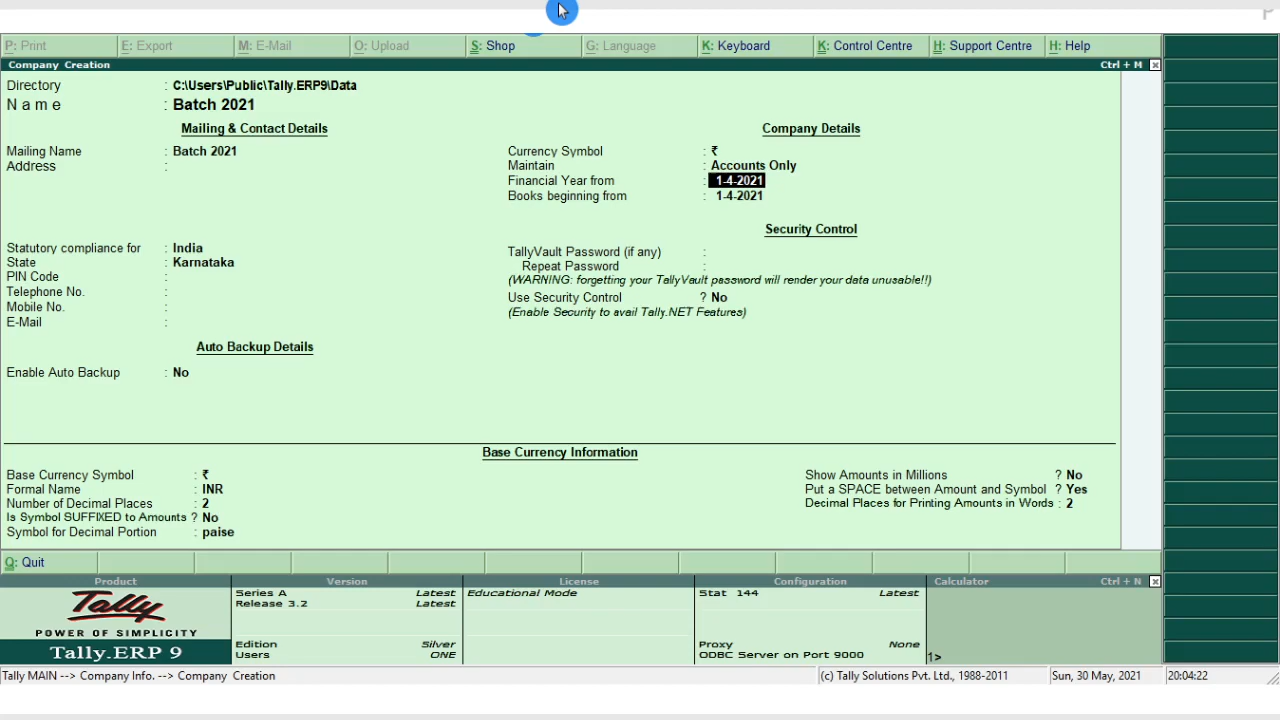 P: Print E: Export M: E-Mail O: Upload S: Shop G: Language K: Keyboard K: Control Centre H: Support Centre H: Help
Company Creation Ctrl + M
Directory : C:\Users\Public\Tally.ERP9\Data
Name : Batch 2021
Mailing & Contact Details
Mailing Name : Batch 2021
Address :
Statutory compliance for : India
State : Karnataka
PIN Code :
Telephone No. :
Mobile No. :
E-Mail :
Auto Backup Details
Enable Auto Backup : No
Company Details
Currency Symbol : ₹
Maintain : Accounts Only
Financial Year from : 1-4-2021
Books beginning from : 1-4-2021
Security Control
TallyVault Password (if any) :
Repeat Password :
(WARNING: forgetting your TallyVault password will render your data unusable!!)
Use Security Control ? No
(Enable Security to avail Tally.NET Features)
Base Currency Information
Base Currency Symbol : ₹
Formal Name : INR
Number of Decimal Places : 2
Is Symbol SUFFIXED to Amounts ? No
Symbol for Decimal Portion : paise
Show Amounts in Millions ? No
Put a SPACE between Amount and Symbol ? Yes
Decimal Places for Printing Amounts in Words : 2
Q: Quit
Product Version License Configuration Calculator Ctrl + N
Tally
POWER OF SIMPLICITY
Tally.ERP 9
Series A Latest
Release 3.2 Latest
Edition Silver
Users ONE
Educational Mode
Stat 144 Latest
Proxy None
ODBC Server on Port 9000
1>
Tally MAIN --> Company Info. --> Company Creation (c) Tally Solutions Pvt. Ltd., 1988-2011 Sun, 30 May, 2021 20:04:22